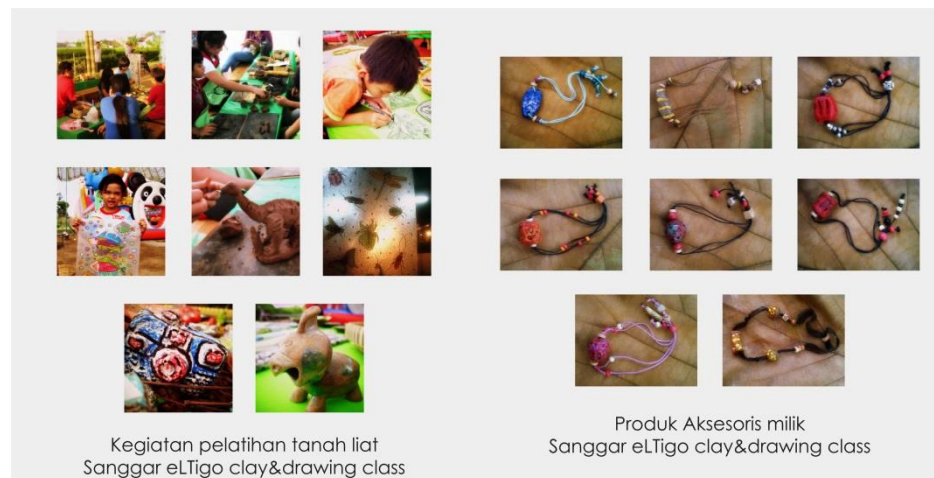 Kegiatan pelatihan tanah liat
Sanggar eLTigo clay&drawing class
Produk Aksesoris milik
Sanggar eLTigo clay&drawing class